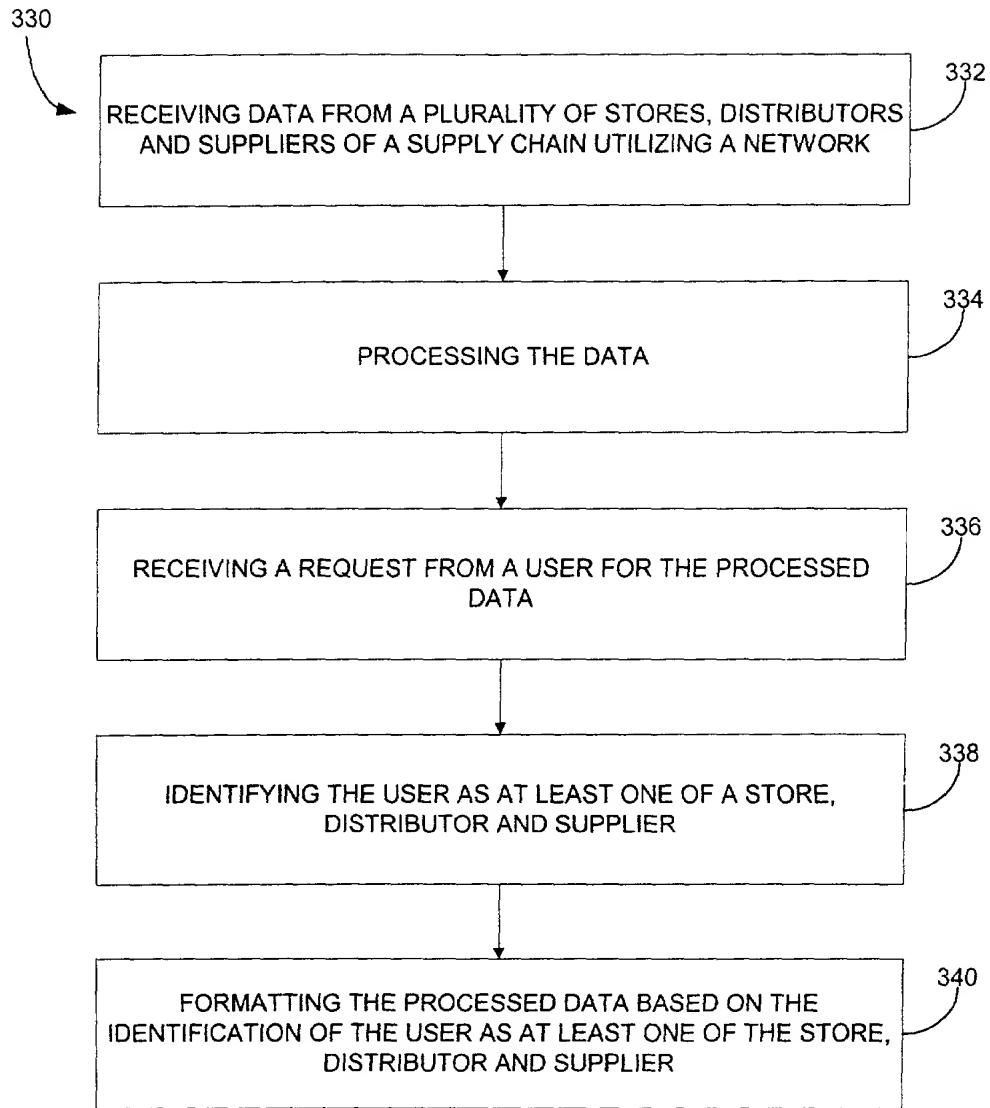 330
332
RECEIVING DATA FROM A PLURALITY OF STORES, DISTRIBUTORS
AND SUPPLIERS OF A SUPPLY CHAIN UTILIZING A NETWORK
334
PROCESSING THE DATA
336
RECEIVING A REQUEST FROM A USER FOR THE PROCESSED
DATA
338
IDENTIFYING THE USER AS AT LEAST ONE OF A STORE,
DISTRIBUTOR AND SUPPLIER
340
FORMATTING THE PROCESSED DATA BASED ON THE
IDENTIFICATION OF THE USER AS AT LEAST ONE OF THE STORE,
DISTRIBUTOR AND SUPPLIER